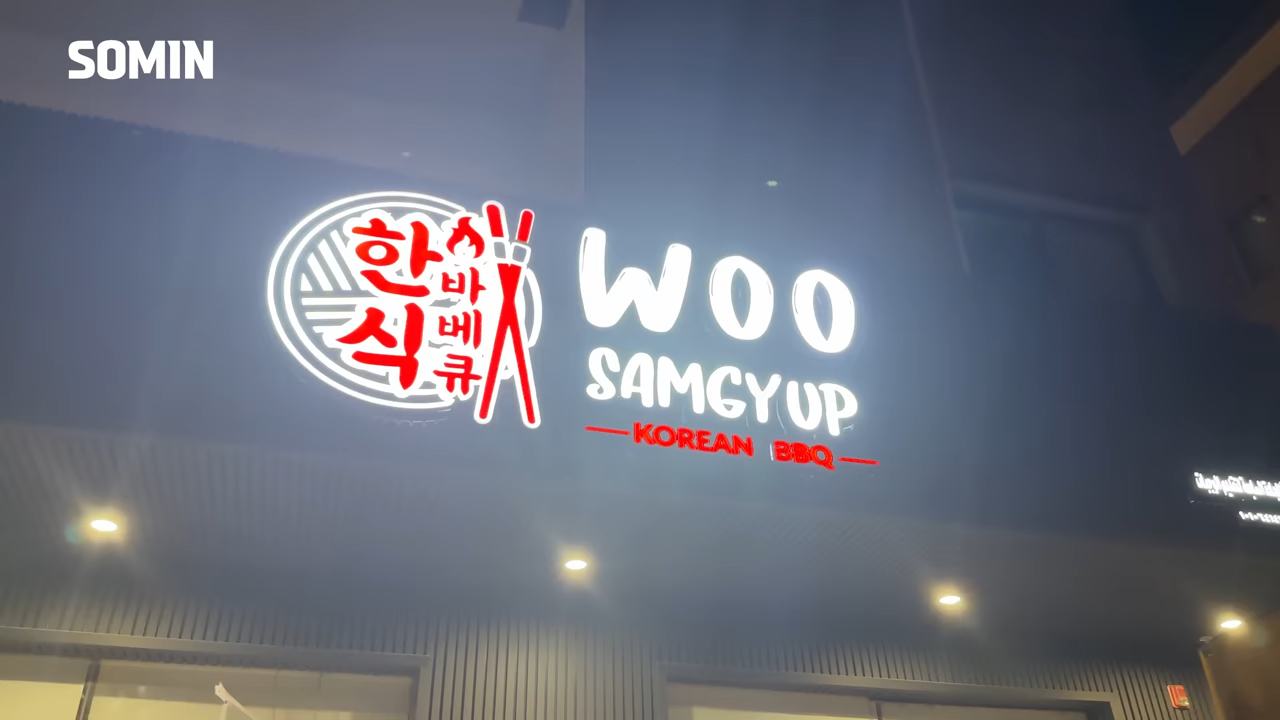 SOMIN
한식
바베큐
WOO
SAMGYUP
KOREAN BBQ